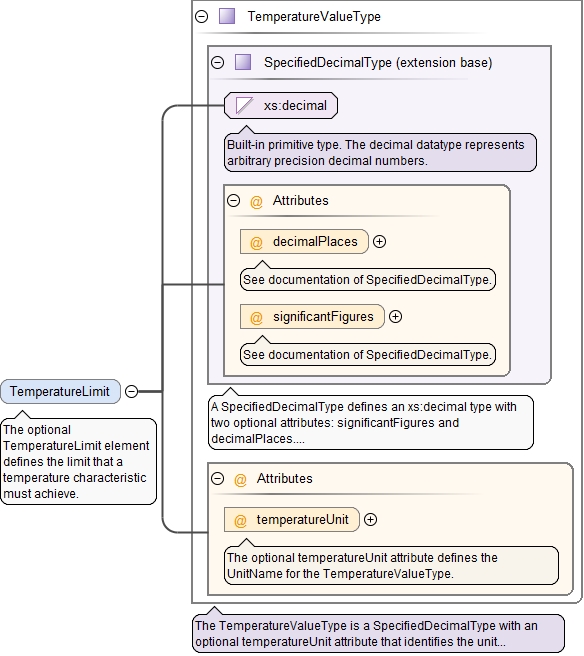 TemperatureValueType
SpecifiedDecimalType (extension base)
xs:decimal
Built-in primitive type. The decimal datatype represents
arbitrary precision decimal numbers.
@ Attributes
@ decimalPlaces
See documentation of SpecifiedDecimalType.
@ significantFigures
See documentation of SpecifiedDecimalType.
TemperatureLimit
The optional
TemperatureLimit element
defines the limit that a
temperature characteristic
must achieve.
A SpecifiedDecimalType defines an xs:decimal type with
two optional attributes: significantFigures and
decimalPlaces....
@ Attributes
@ temperatureUnit
The optional temperatureUnit attribute defines the
UnitName for the TemperatureValueType.
The TemperatureValueType is a SpecifiedDecimalType with an
optional temperatureUnit attribute that identifies the unit...